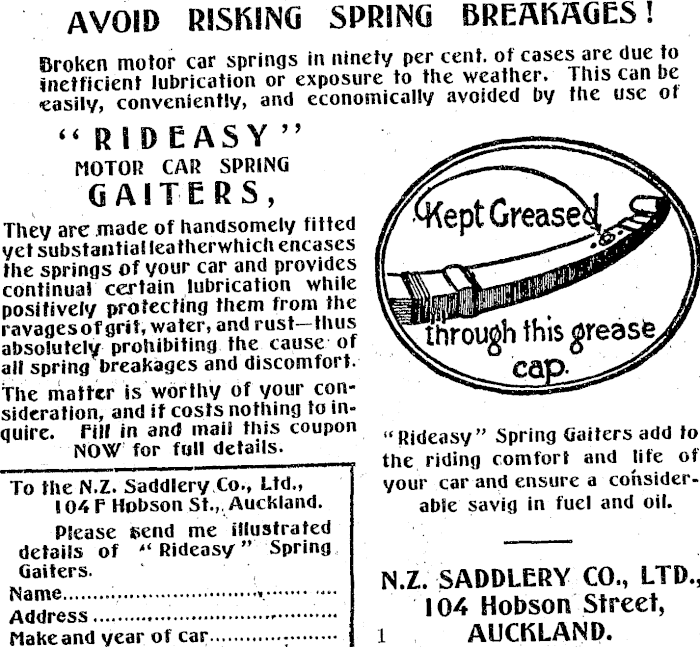 AVOID RISKING SPRING BREAKAGES!
Broken motor car springs in ninety per cent. of cases are due to
inefficient lubrication or exposure to the weather. This can be
easily, conveniently, and economically avoided by the use of
"RIDEASY"
MOTOR CAR SPRING
GAITERS,
They are made of handsomely fitted
yet substantial leather which encases
the springs of your car and provides
continual certain lubrication while
positively protecting them from the
ravages of grit, water, and rust—thus
absolutely prohibiting the cause of
all spring breakages and discomfort.
The matter is worthy of your con-
sideration, and it costs nothing to in-
quire. Fill in and mail this coupon
NOW for full details.
To the N.Z. Saddlery Co., Ltd.,
104 F Hobson St., Auckland.
Please send me illustrated
details of "Rideasy" Spring
Gaiters.
Name
Address
Make and year of car
Kept Greased
through this grease
cap.
"Rideasy" Spring Gaiters add to
the riding comfort and life of
your car and ensure a consider-
able savig in fuel and oil.
N.Z. SADDLERY CO., LTD.,
104 Hobson Street,
AUCKLAND.
1